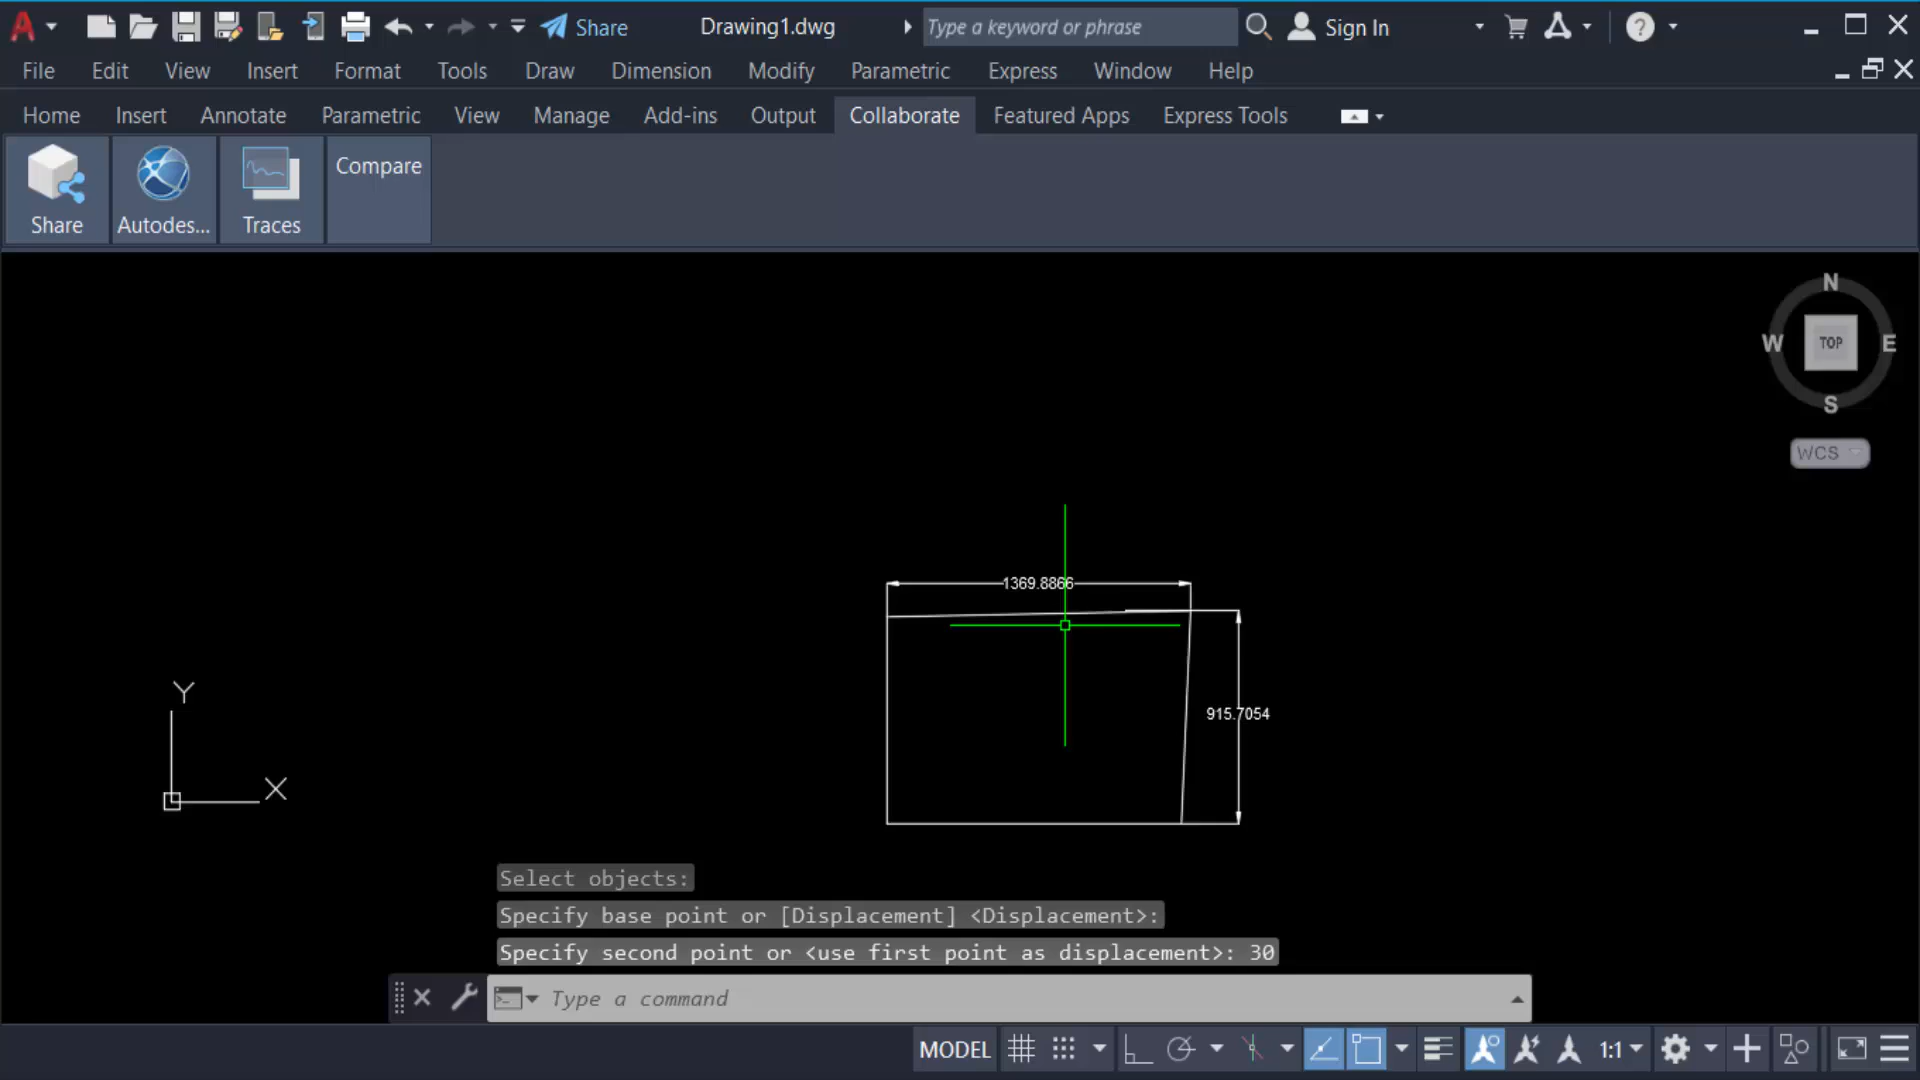 Share Drawing1.dwg Type a keyword or phrase Sign In
File Edit View Insert Format Tools Draw Dimension Modify Parametric Express Window Help
Home Insert Annotate Parametric View Manage Add-ins Output Collaborate Featured Apps Express Tools
Compare
Share Autodes... Traces
N
W TOP E
S
WCS
1369.8866
915.7054
Y
X
Select objects:
Specify base point or [Displacement] <Displacement>:
Specify second point or <use first point as displacement>: 30
Type a command
MODEL 1:1